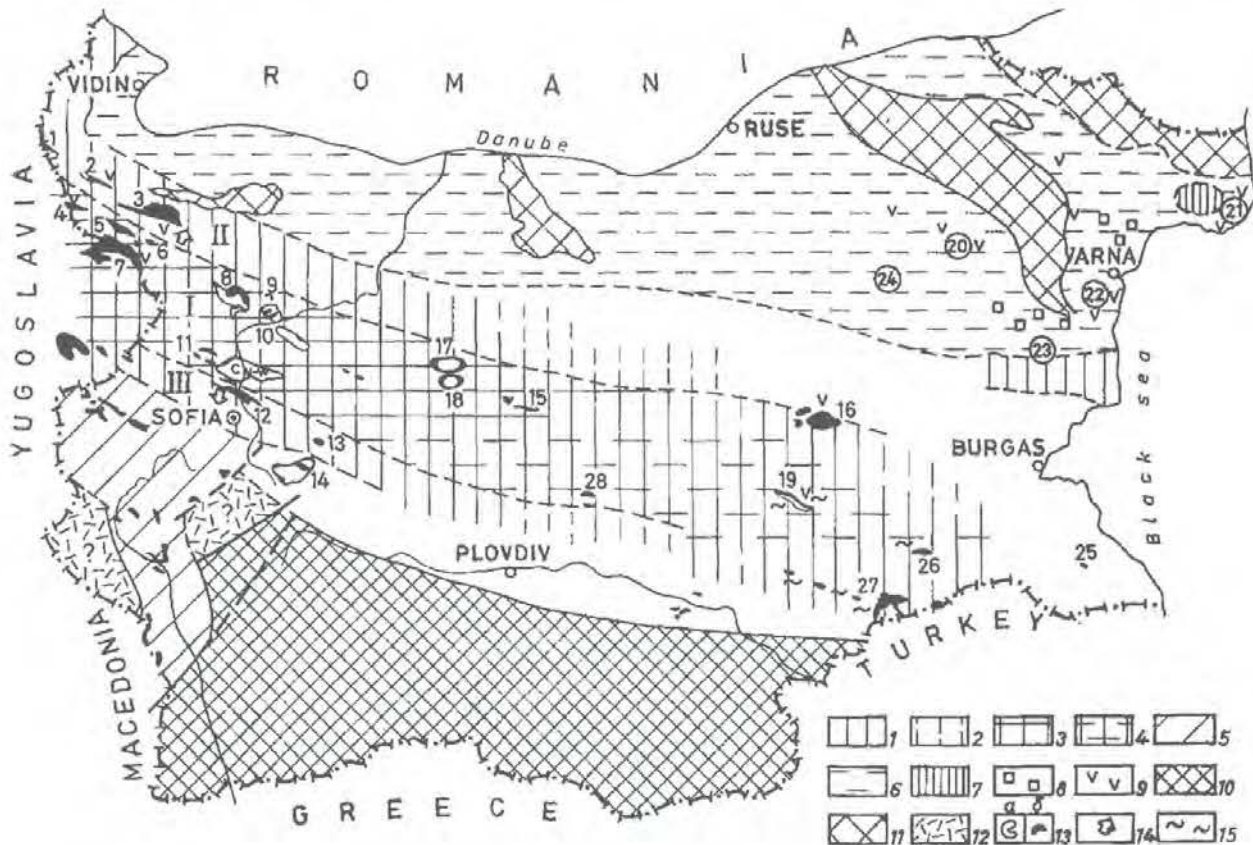 ROMANIA
VIDIN
RUSE
Danube
YUGOSLAVIA
2
3
4
5
6
7
II
8
9
I
10
11
C
III
SOFIA
12
13
14
17
18
15
16
19
28
20
21
24
VARNA
22
23
BURGAS
Black sea
25
26
27
PLOVDIV
?
?
MACEDONIA
GREECE
TURKEY
1 2 3 4 5
6 7 8 9 10
a б
11 12 C 13 14 15